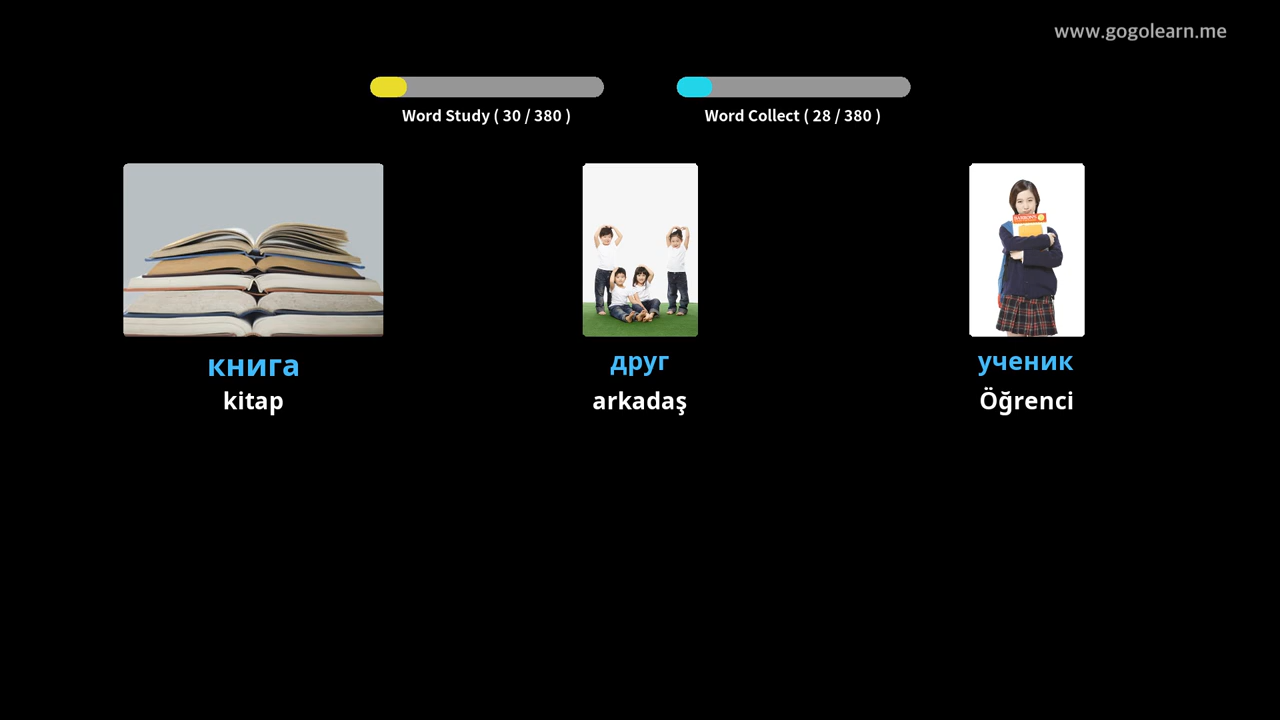 www.gogolearn.me
Word Study ( 30 / 380 )
Word Collect ( 28 / 380 )
книга
kitap
друг
arkadaş
ученик
Öğrenci